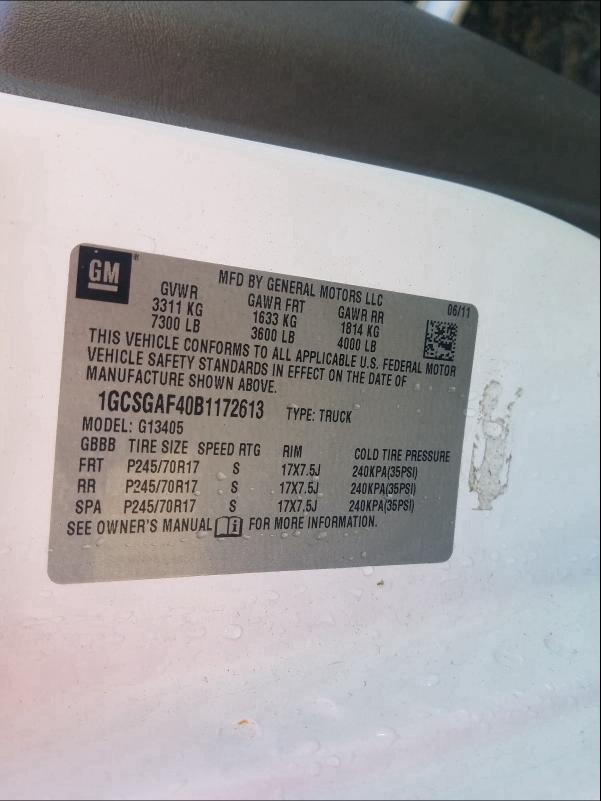 GM ®
MFD BY GENERAL MOTORS LLC
06/11
GVWR GAWR FRT GAWR RR
3311 KG 1633 KG 1814 KG
7300 LB 3600 LB 4000 LB
THIS VEHICLE CONFORMS TO ALL APPLICABLE U.S. FEDERAL MOTOR
VEHICLE SAFETY STANDARDS IN EFFECT ON THE DATE OF
MANUFACTURE SHOWN ABOVE.
1GCSGAF40B1172613 TYPE: TRUCK
MODEL: G13405
GBBB TIRE SIZE SPEED RTG RIM COLD TIRE PRESSURE
FRT P245/70R17 S 17X7.5J 240KPA(35PSI)
RR P245/70R17 S 17X7.5J 240KPA(35PSI)
SPA P245/70R17 S 17X7.5J 240KPA(35PSI)
SEE OWNER'S MANUAL i FOR MORE INFORMATION.